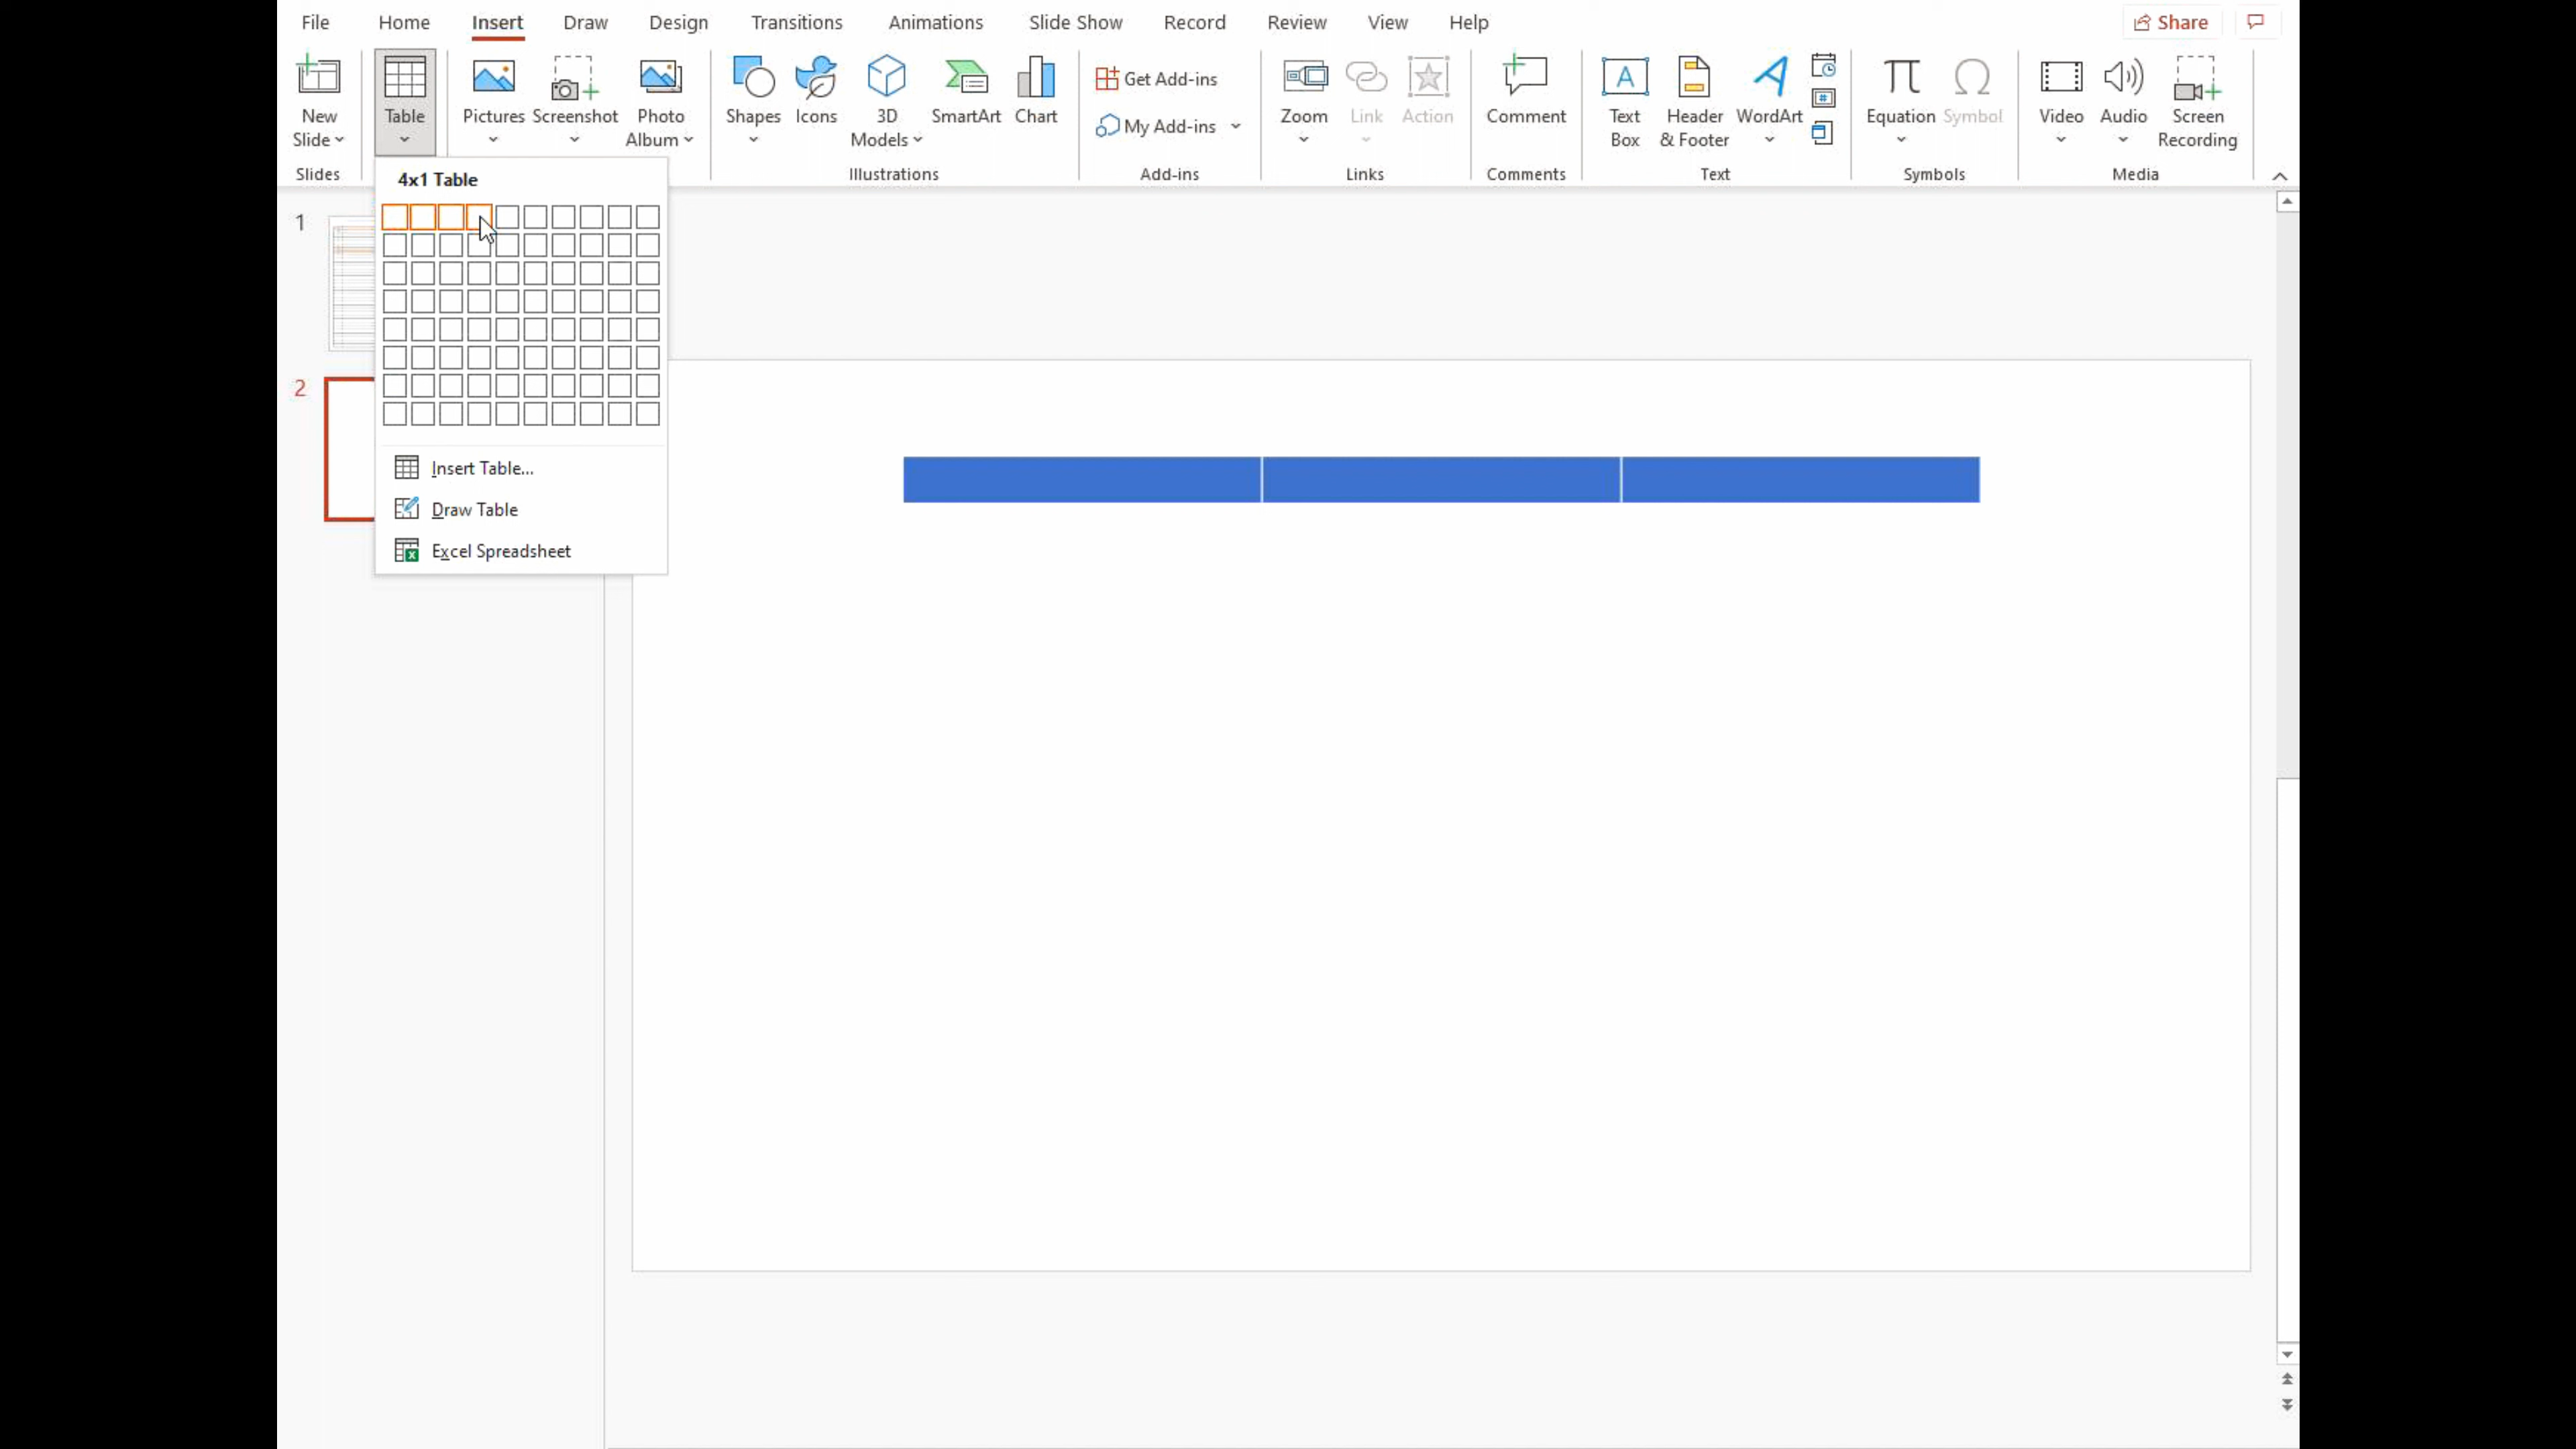 File Home Insert Draw Design Transitions Animations Slide Show Record Review View Help Share
New Slide
Table
Pictures
Screenshot
Photo Album
Shapes
Icons
3D Models
SmartArt
Chart
Get Add-ins
My Add-ins
Zoom
Link
Action
Comment
Text Box
Header & Footer
WordArt
Equation
Symbol
Video
Audio
Screen Recording
Slides Illustrations Add-ins Links Comments Text Symbols Media
4x1 Table
1
2
Insert Table...
Draw Table
Excel Spreadsheet